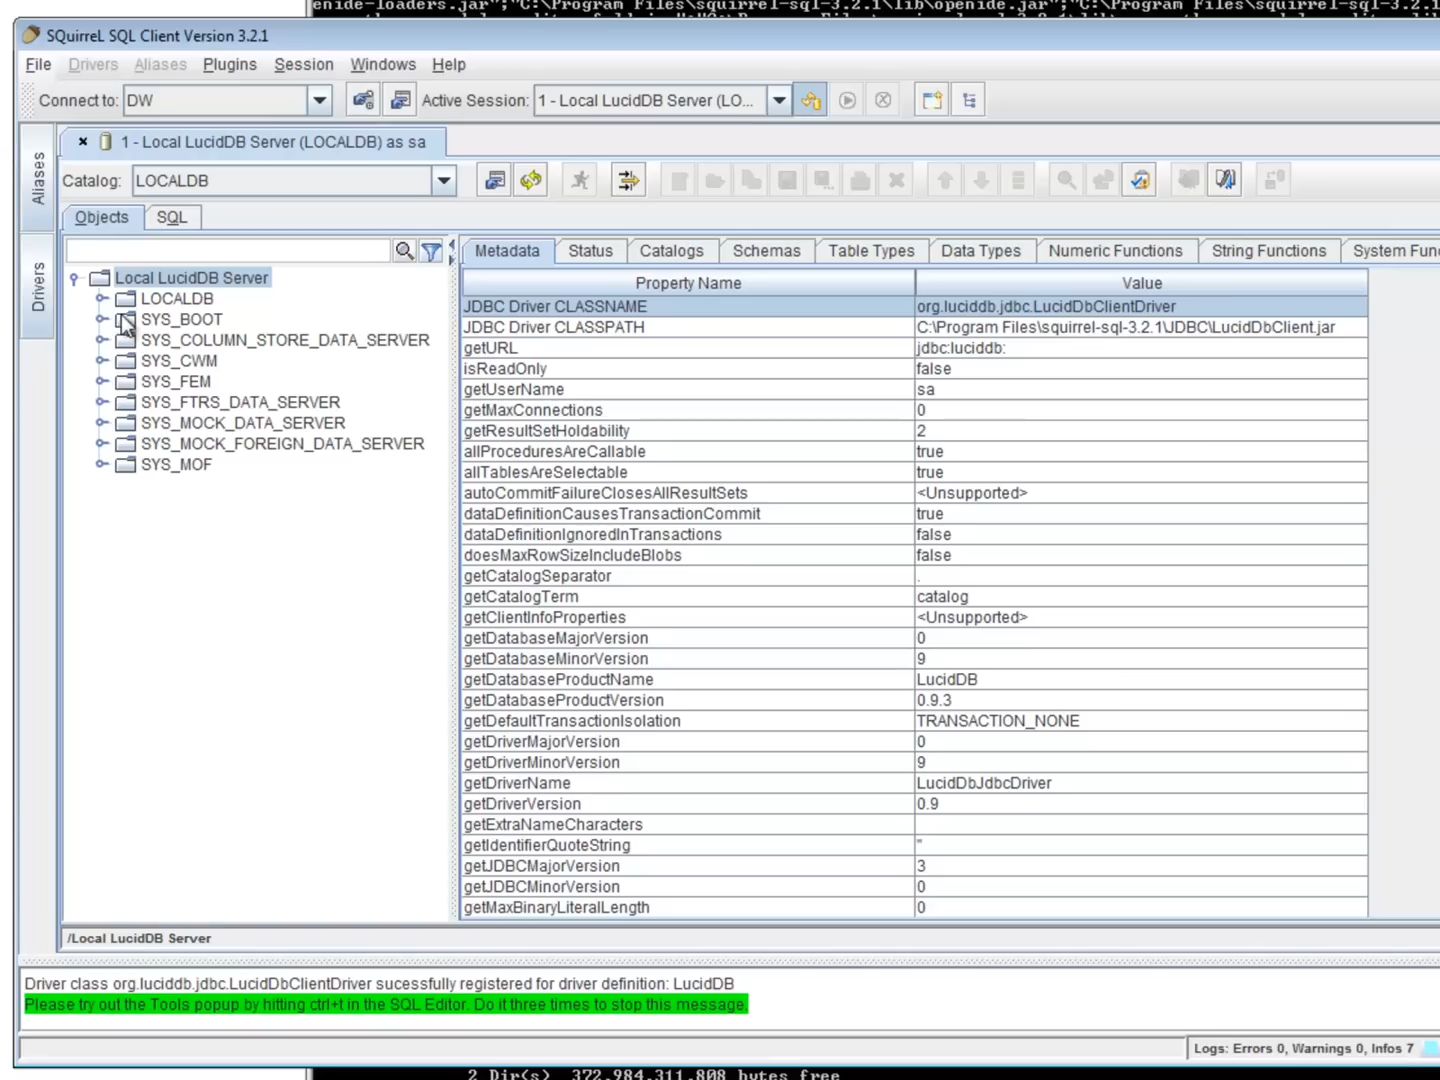 enide-loaders.jar";"C:\Program Files\squirrel-sql-3.2.1\lib\openide.jar";"C:\Program Files\squirrel-sql-3.2.1
SQuirreL SQL Client Version 3.2.1
File Drivers Aliases Plugins Session Windows Help
Connect to: DW Active Session: 1 - Local LucidDB Server (LO...
1 - Local LucidDB Server (LOCALDB) as sa
Catalog: LOCALDB
Objects SQL
Aliases
Drivers
Local LucidDB Server
LOCALDB
SYS_BOOT
SYS_COLUMN_STORE_DATA_SERVER
SYS_CWM
SYS_FEM
SYS_FTRS_DATA_SERVER
SYS_MOCK_DATA_SERVER
SYS_MOCK_FOREIGN_DATA_SERVER
SYS_MOF
Metadata Status Catalogs Schemas Table Types Data Types Numeric Functions String Functions System Func
Property Name Value
JDBC Driver CLASSNAME org.luciddb.jdbc.LucidDbClientDriver
JDBC Driver CLASSPATH C:\Program Files\squirrel-sql-3.2.1\JDBC\LucidDbClient.jar
getURL jdbc:luciddb:
isReadOnly false
getUserName sa
getMaxConnections 0
getResultSetHoldability 2
allProceduresAreCallable true
allTablesAreSelectable true
autoCommitFailureClosesAllResultSets <Unsupported>
dataDefinitionCausesTransactionCommit true
dataDefinitionIgnoredInTransactions false
doesMaxRowSizeIncludeBlobs false
getCatalogSeparator .
getCatalogTerm catalog
getClientInfoProperties <Unsupported>
getDatabaseMajorVersion 0
getDatabaseMinorVersion 9
getDatabaseProductName LucidDB
getDatabaseProductVersion 0.9.3
getDefaultTransactionIsolation TRANSACTION_NONE
getDriverMajorVersion 0
getDriverMinorVersion 9
getDriverName LucidDbJdbcDriver
getDriverVersion 0.9
getExtraNameCharacters
getIdentifierQuoteString "
getJDBCMajorVersion 3
getJDBCMinorVersion 0
getMaxBinaryLiteralLength 0
/Local LucidDB Server
Driver class org.luciddb.jdbc.LucidDbClientDriver sucessfully registered for driver definition: LucidDB
Please try out the Tools popup by hitting ctrl+t in the SQL Editor. Do it three times to stop this message.
Logs: Errors 0, Warnings 0, Infos 7
2 Dir(s) 372,984,311,808 bytes free